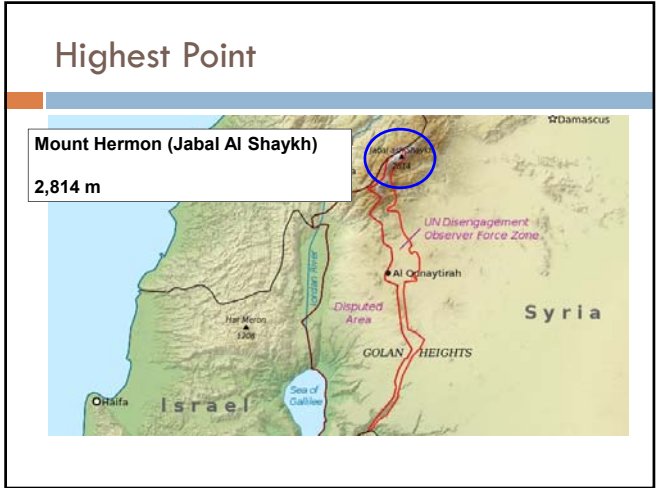 Highest Point
Mount Hermon (Jabal Al Shaykh)
2,814 m
Damascus
2814
UN Disengagement
Observer Force Zone
Al Qunaytirah
Jordan River
Disputed
Area
Syria
Har Meron
1208
GOLAN HEIGHTS
Sea of
Galilee
Haifa
Israel